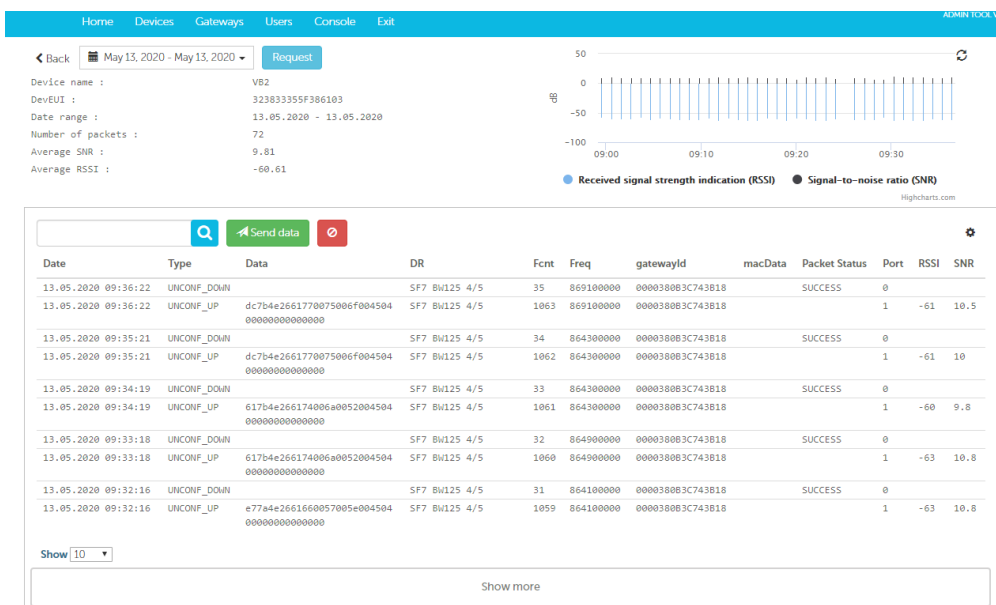 Home Devices Gateways Users Console Exit ADMIN TOOL
Back May 13, 2020 - May 13, 2020 Request
Device name : VB2
DevEUI : 323833355F386103
Date range : 13.05.2020 - 13.05.2020
Number of packets : 72
Average SNR : 9.81
Average RSSI : -60.61
50
0
-50
-100
dB
09:00 09:10 09:20 09:30
Received signal strength indication (RSSI) Signal-to-noise ratio (SNR)
Highcharts.com
Send data
Date Type Data DR Fcnt Freq gatewayId macData Packet Status Port RSSI SNR
13.05.2020 09:36:22 UNCONF_DOWN SF7 BW125 4/5 35 869100000 0000380B3C743B18 SUCCESS 0
13.05.2020 09:36:22 UNCONF_UP dc7b4e2661770075006f004504 SF7 BW125 4/5 1063 869100000 0000380B3C743B18 1 -61 10.5
00000000000000
13.05.2020 09:35:21 UNCONF_DOWN SF7 BW125 4/5 34 864300000 0000380B3C743B18 SUCCESS 0
13.05.2020 09:35:21 UNCONF_UP dc7b4e2661770075006f004504 SF7 BW125 4/5 1062 864300000 0000380B3C743B18 1 -61 10
00000000000000
13.05.2020 09:34:19 UNCONF_DOWN SF7 BW125 4/5 33 864300000 0000380B3C743B18 SUCCESS 0
13.05.2020 09:34:19 UNCONF_UP 617b4e266174006a0052004504 SF7 BW125 4/5 1061 864300000 0000380B3C743B18 1 -60 9.8
00000000000000
13.05.2020 09:33:18 UNCONF_DOWN SF7 BW125 4/5 32 864900000 0000380B3C743B18 SUCCESS 0
13.05.2020 09:33:18 UNCONF_UP 617b4e266174006a0052004504 SF7 BW125 4/5 1060 864900000 0000380B3C743B18 1 -63 10.8
00000000000000
13.05.2020 09:32:16 UNCONF_DOWN SF7 BW125 4/5 31 864100000 0000380B3C743B18 SUCCESS 0
13.05.2020 09:32:16 UNCONF_UP e77a4e2661660057005e004504 SF7 BW125 4/5 1059 864100000 0000380B3C743B18 1 -63 10.8
00000000000000
Show 10
Show more